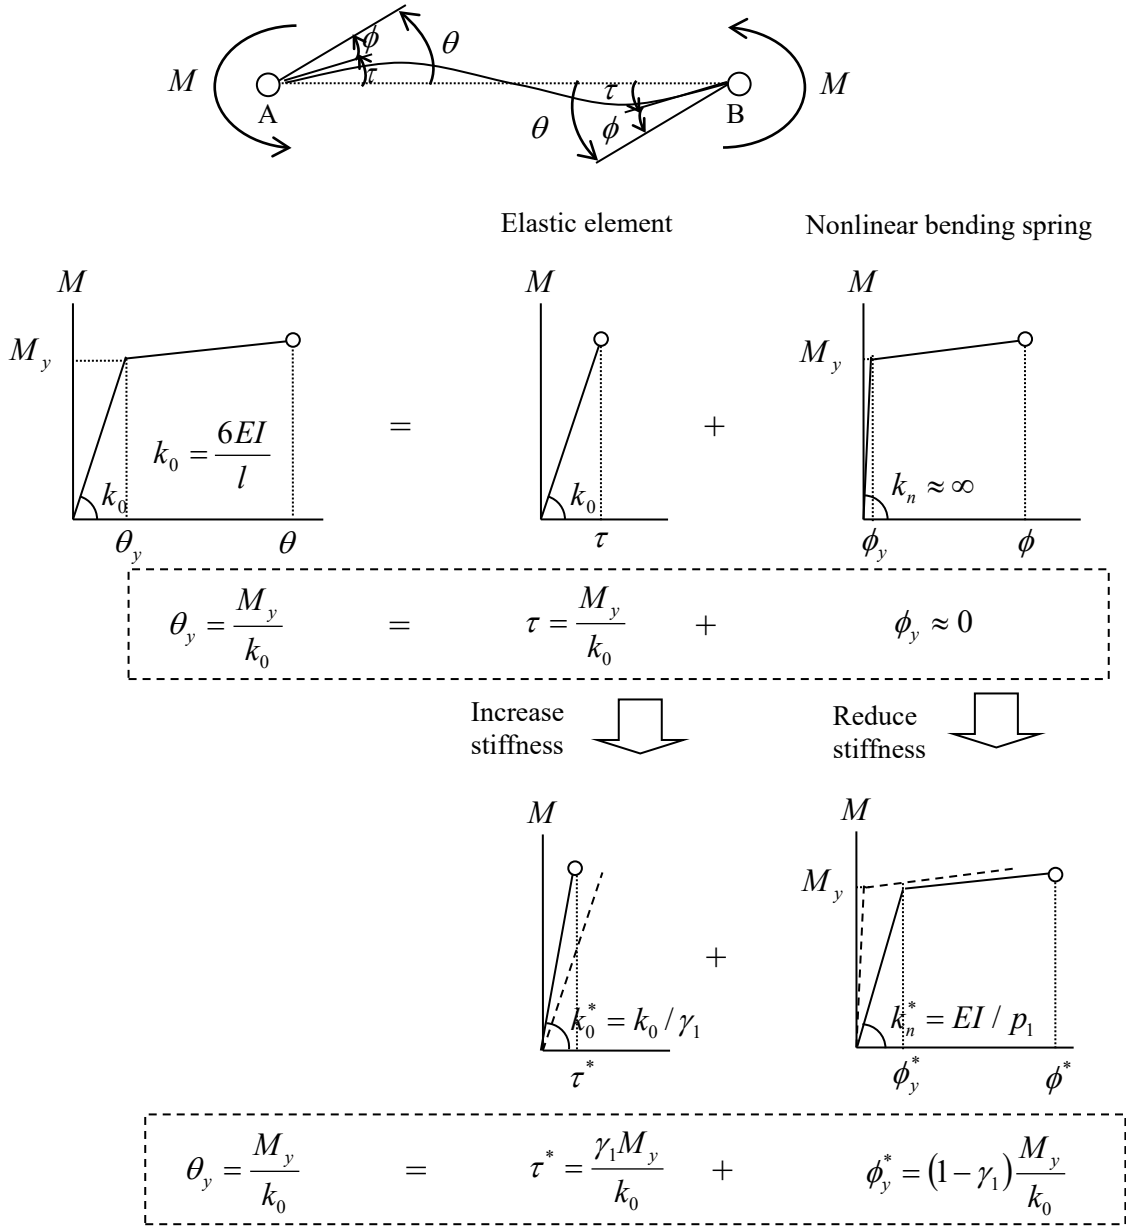 ϕ θ
M τ τ M
A θ ϕ B
Elastic element Nonlinear bending spring
M M M
M_y M_y
k_0 = 6EI / l = +
k_0 k_0 k_n ≈ ∞
θ_y θ τ ϕ_y ϕ
θ_y = M_y / k_0 = τ = M_y / k_0 + ϕ_y ≈ 0
Increase Reduce
stiffness stiffness
M M
M_y
+
k_0^* = k_0 / γ_1 k_n^* = EI / p_1
τ^* ϕ_y^* ϕ^*
θ_y = M_y / k_0 = τ^* = γ_1 M_y / k_0 + ϕ_y^* = (1 − γ_1) M_y / k_0